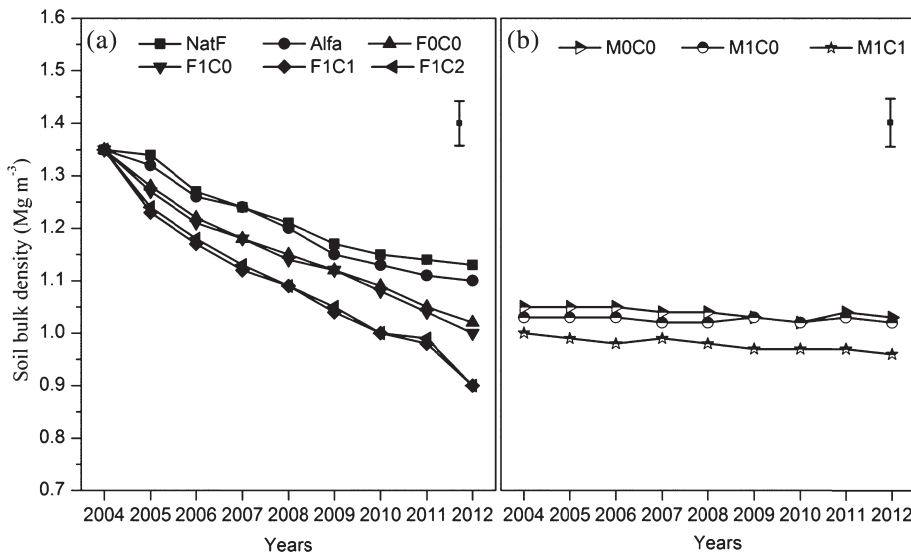 (a) NatF Alfa F0C0
F1C0 F1C1 F1C2
(b) M0C0 M1C0 M1C1
Soil bulk density (Mg m⁻³)
1.6
1.5
1.4
1.3
1.2
1.1
1.0
0.9
0.8
0.7
2004 2005 2006 2007 2008 2009 2010 2011 2012
Years
2004 2005 2006 2007 2008 2009 2010 2011 2012
Years